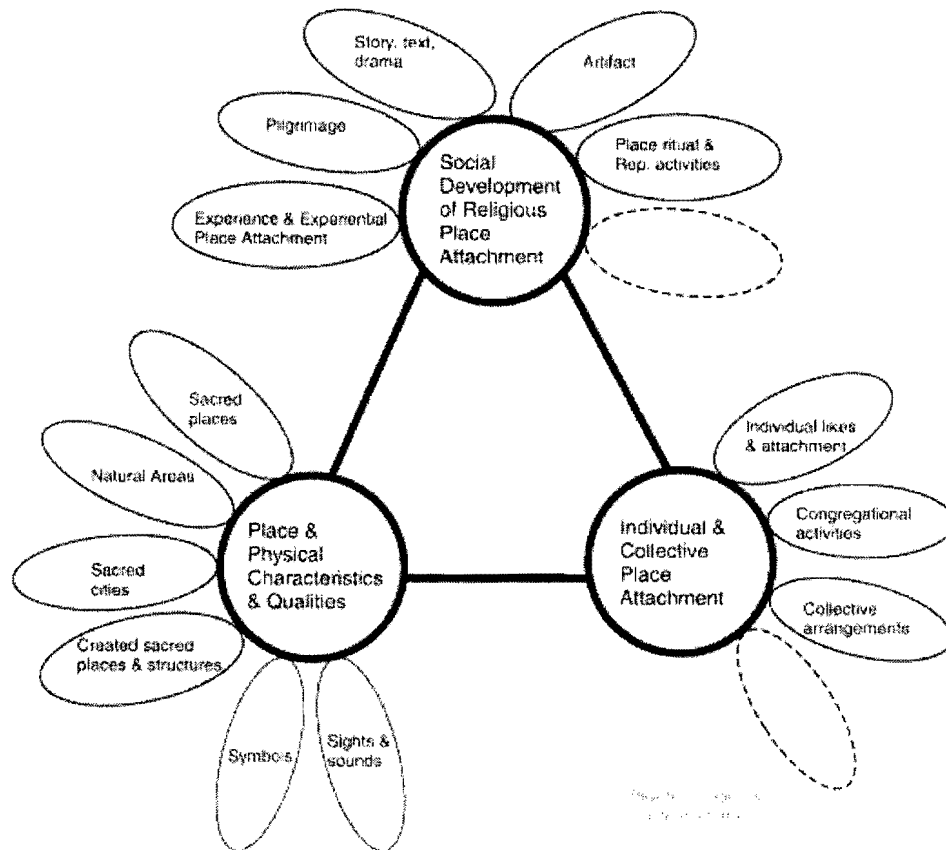 Story, text,
drama
Artifact
Pilgrimage
Place ritual &
Rep. activities
Experience & Experiential
Place Attachment
Social
Development
of Religious
Place
Attachment
Sacred
places
Natural Areas
Sacred
cities
Created sacred
places & structures
Symbols
Sights &
sounds
Place &
Physical
Characteristics
& Qualities
Individual &
Collective
Place
Attachment
Individual likes
& attachment
Congregational
activities
Collective
arrangements